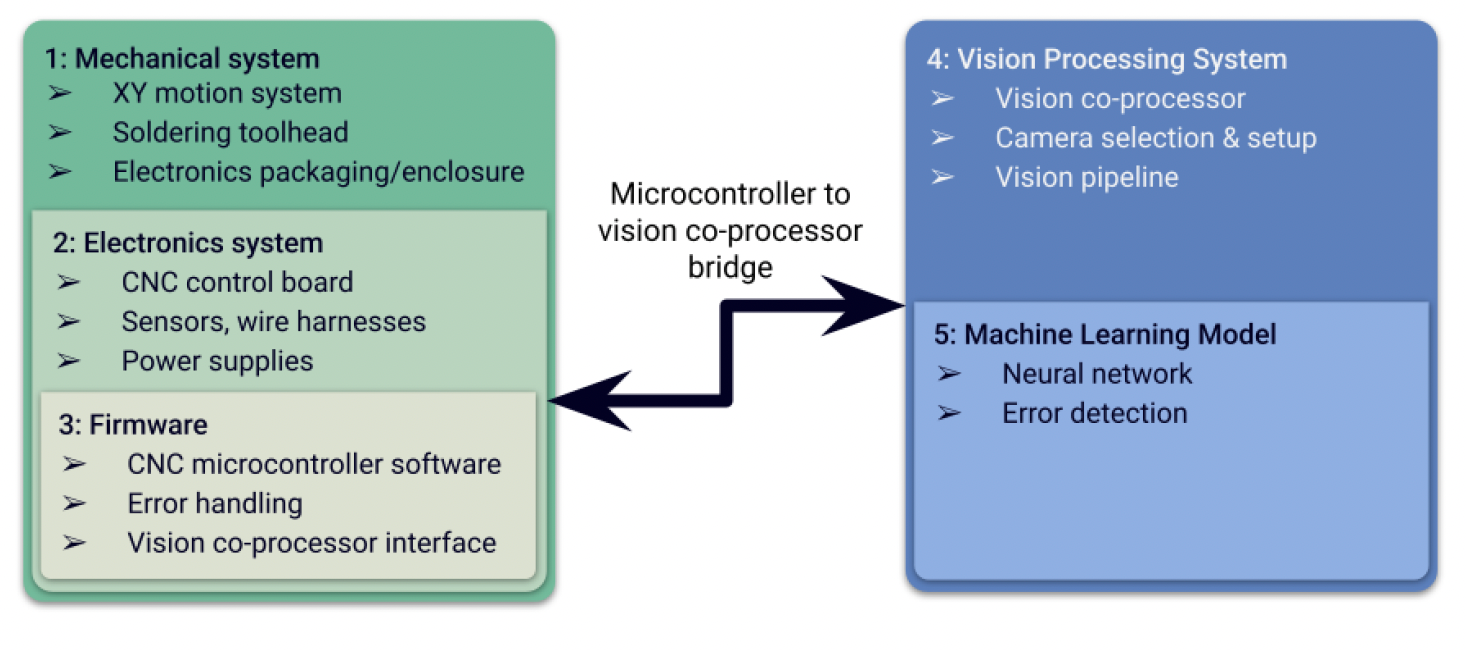 1: Mechanical system
➢ XY motion system
➢ Soldering toolhead
➢ Electronics packaging/enclosure
2: Electronics system
➢ CNC control board
➢ Sensors, wire harnesses
➢ Power supplies
3: Firmware
➢ CNC microcontroller software
➢ Error handling
➢ Vision co-processor interface
Microcontroller to
vision co-processor
bridge
4: Vision Processing System
➢ Vision co-processor
➢ Camera selection & setup
➢ Vision pipeline
5: Machine Learning Model
➢ Neural network
➢ Error detection